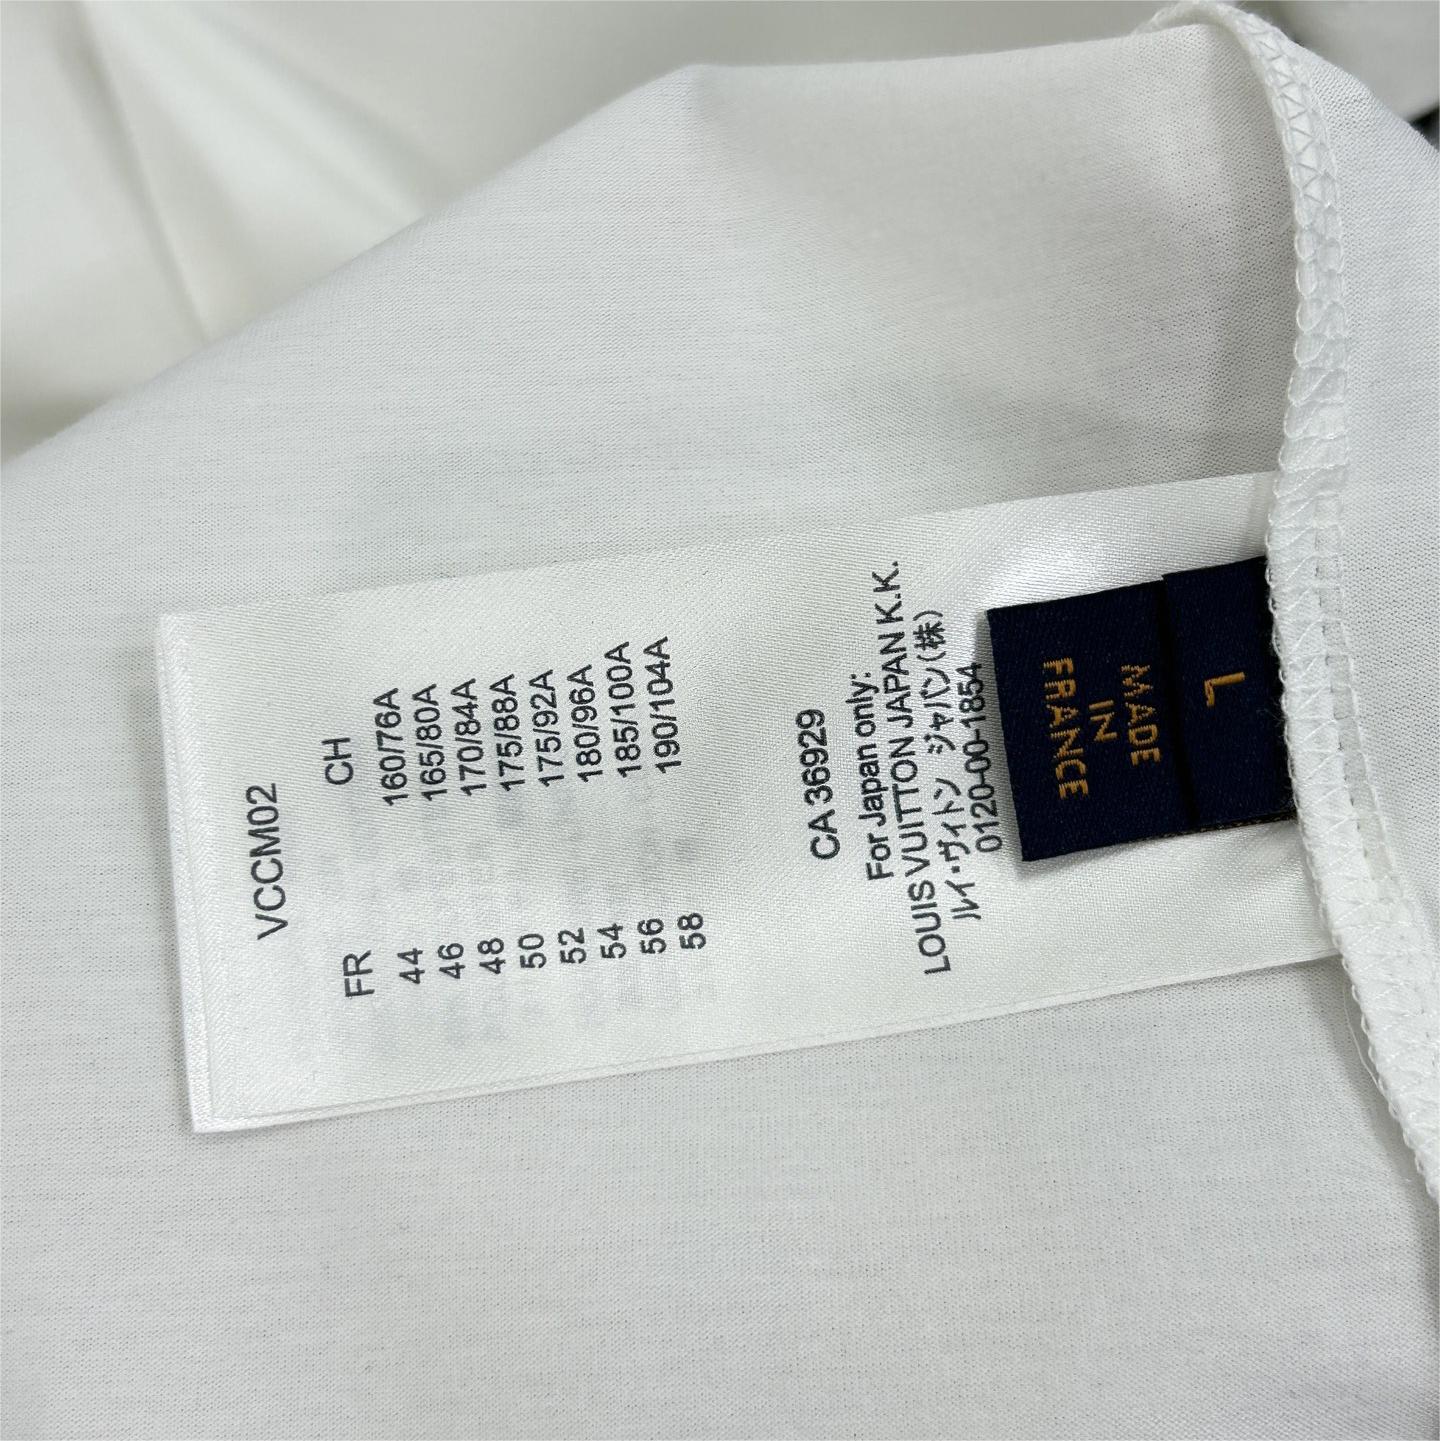 VCCM02
FR CH
44 160/76A
46 165/80A
48 170/84A
50 175/88A
52 175/92A
54 180/96A
56 185/100A
58 190/104A
CA 36929
For Japan only:
LOUIS VUITTON JAPAN K.K.
ルイ・ヴィトン ジャパン(株)
0120-00-1854
MADE
IN
FRANCE
L